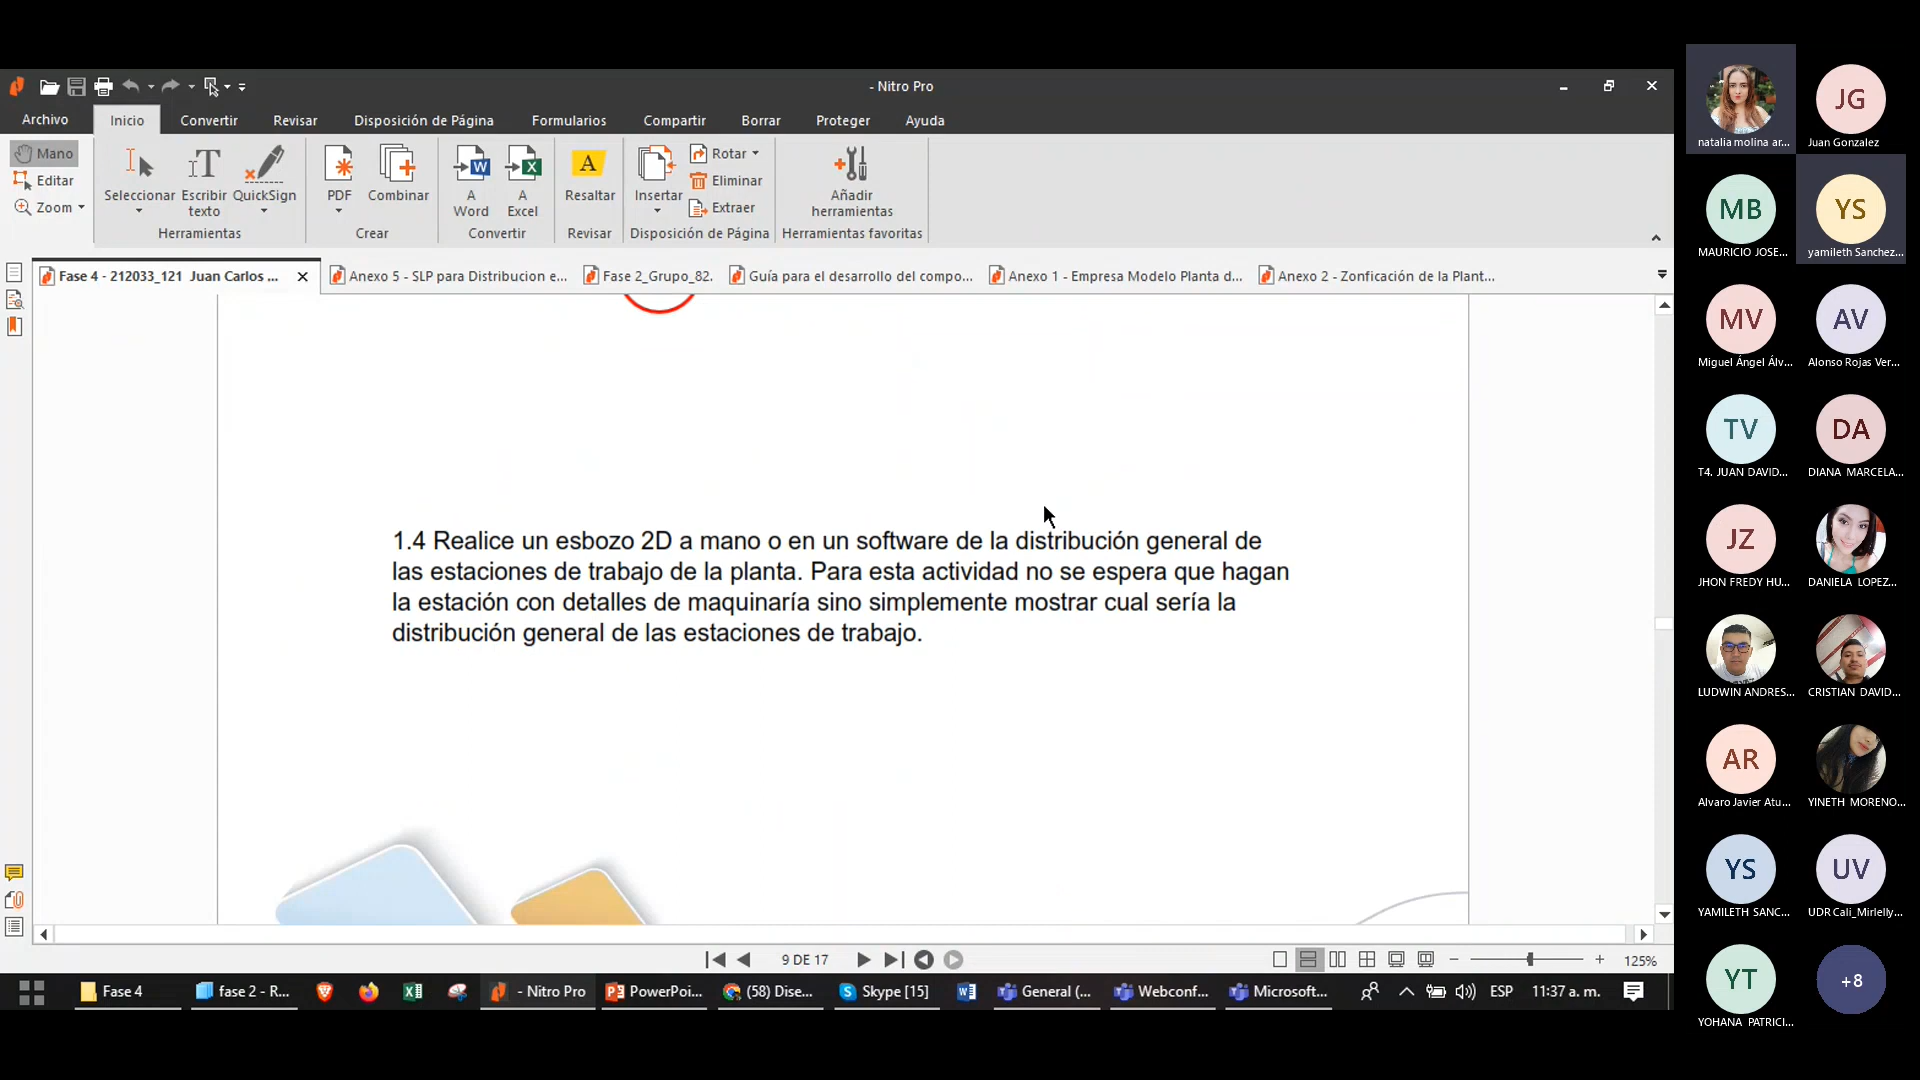 - Nitro Pro
Archivo
Inicio
Convertir
Revisar
Disposición de Página
Formularios
Compartir
Borrar
Proteger
Ayuda
Mano
Editar
Zoom
Seleccionar
Escribir
texto
QuickSign
Herramientas
PDF
Combinar
Crear
A
Word
A
Excel
Convertir
Resaltar
Revisar
Insertar
Rotar
Eliminar
Extraer
Disposición de Página
Añadir
herramientas
Herramientas favoritas
Fase 4 - 212033_121 Juan Carlos ...
Anexo 5 - SLP para Distribucion e...
Fase 2_Grupo_82.
Guía para el desarrollo del compo...
Anexo 1 - Empresa Modelo Planta d...
Anexo 2 - Zonficación de la Plant...
1.4 Realice un esbozo 2D a mano o en un software de la distribución general de
las estaciones de trabajo de la planta. Para esta actividad no se espera que hagan
la estación con detalles de maquinaría sino simplemente mostrar cual sería la
distribución general de las estaciones de trabajo.
9 DE 17
125%
Fase 4
fase 2 - R...
- Nitro Pro
PowerPoi...
(58) Dise...
Skype [15]
General (...
Webconf...
Microsoft...
ESP
11:37 a. m.
natalia molina ar...
JG
Juan Gonzalez
MB
MAURICIO JOSE...
YS
yamileth Sanchez...
MV
Miguel Ángel Álv...
AV
Alonso Rojas Ver...
TV
T4. JUAN DAVID...
DA
DIANA MARCELA...
JZ
JHON FREDY HU...
DANIELA LOPEZ...
LUDWIN ANDRES...
CRISTIAN DAVID...
AR
Alvaro Javier Atu...
YINETH MORENO...
YS
YAMILETH SANC...
UV
UDR Cali_Mirlelly...
YT
YOHANA PATRICI...
+8